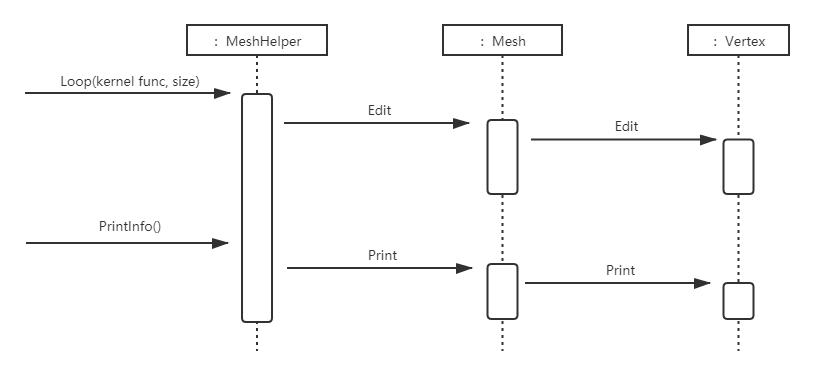 : MeshHelper
: Mesh
: Vertex
Loop(kernel func, size)
Edit
Edit
PrintInfo()
Print
Print